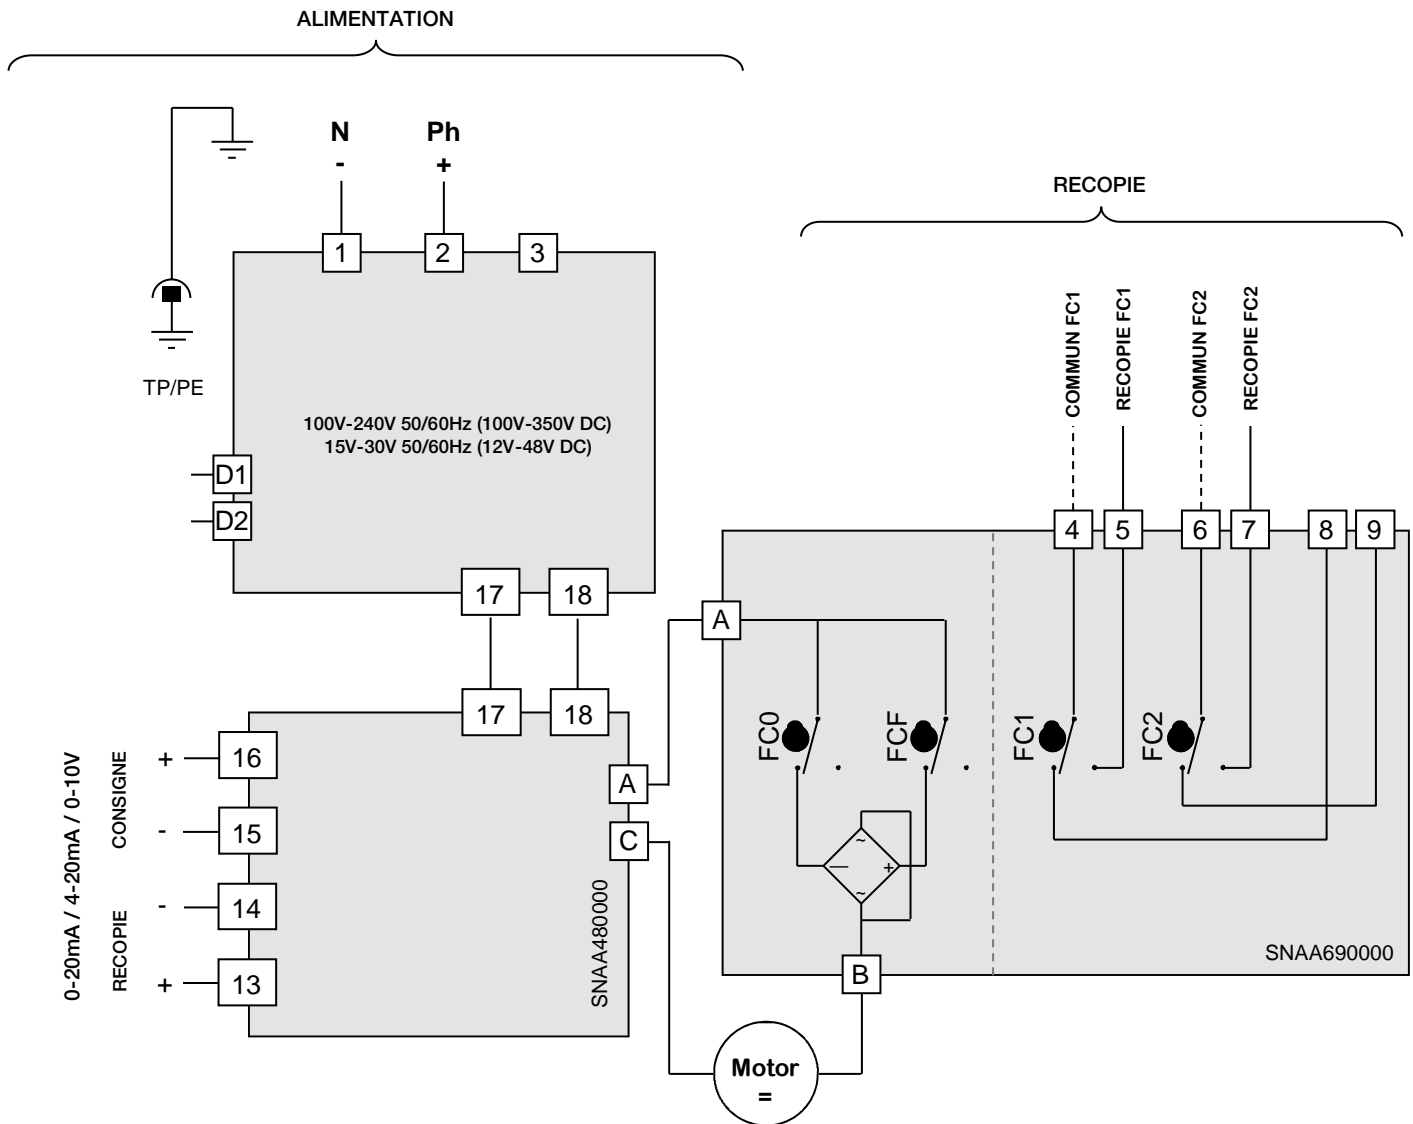 ALIMENTATION
N
-
Ph
+
1
2
3
TP/PE
100V-240V 50/60Hz (100V-350V DC)
15V-30V 50/60Hz (12V-48V DC)
D1
D2
17
18
17
18
0-20mA / 4-20mA / 0-10V
CONSIGNE
RECOPIE
+
-
-
+
16
15
14
13
A
C
SNAA480000
RECOPIE
COMMUN FC1
RECOPIE FC1
COMMUN FC2
RECOPIE FC2
4
5
6
7
8
9
A
FC0
FCF
FC1
FC2
~
—
+
~
B
SNAA690000
Motor
=